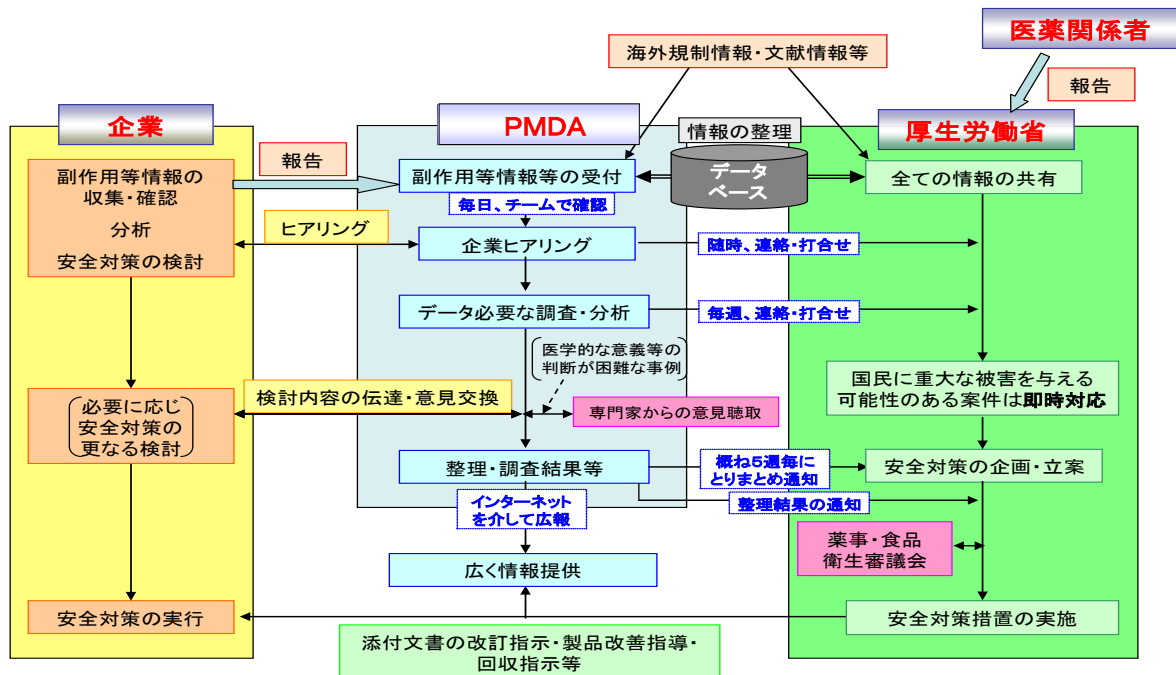 医薬関係者
海外規制情報・文献情報等
報告
企業
PMDA
情報の整理
厚生労働省
副作用等情報の
収集・確認
分析
安全対策の検討
報告
副作用等情報等の受付
データ
ベース
全ての情報の共有
毎日、チームで確認
ヒアリング
企業ヒアリング
随時、連絡・打合せ
データ必要な調査・分析
毎週、連絡・打合せ
医学的な意義等の
判断が困難な事例
国民に重大な被害を与える
可能性のある案件は即時対応
検討内容の伝達・意見交換
専門家からの意見聴取
必要に応じ
安全対策の
更なる検討
整理・調査結果等
概ね5週毎に
とりまとめ通知
安全対策の企画・立案
インターネット
を介して広報
整理結果の通知
薬事・食品
衛生審議会
広く情報提供
安全対策の実行
安全対策措置の実施
添付文書の改訂指示・製品改善指導・
回収指示等